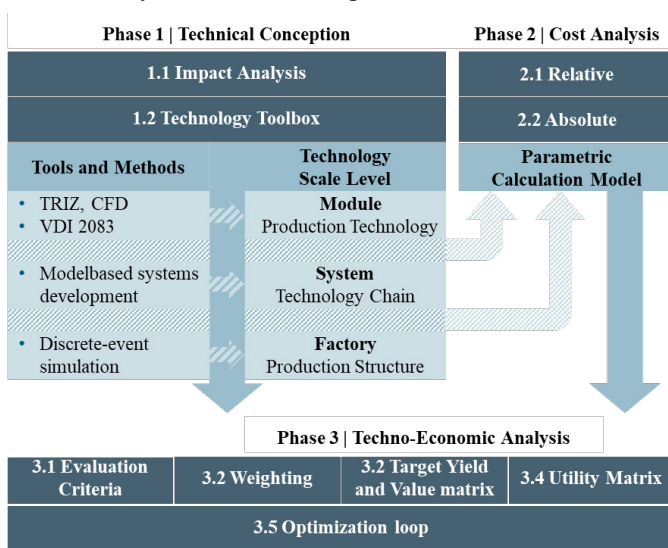 Phase 1 | Technical Conception
Phase 2 | Cost Analysis
1.1 Impact Analysis
2.1 Relative
1.2 Technology Toolbox
2.2 Absolute
Tools and Methods
Technology
Scale Level
Parametric
Calculation Model
• TRIZ, CFD
• VDI 2083
Module
Production Technology
• Modelbased systems
development
System
Technology Chain
• Discrete-event
simulation
Factory
Production Structure
Phase 3 | Techno-Economic Analysis
3.1 Evaluation
Criteria
3.2 Weighting
3.2 Target Yield
and Value matrix
3.4 Utility Matrix
3.5 Optimization loop